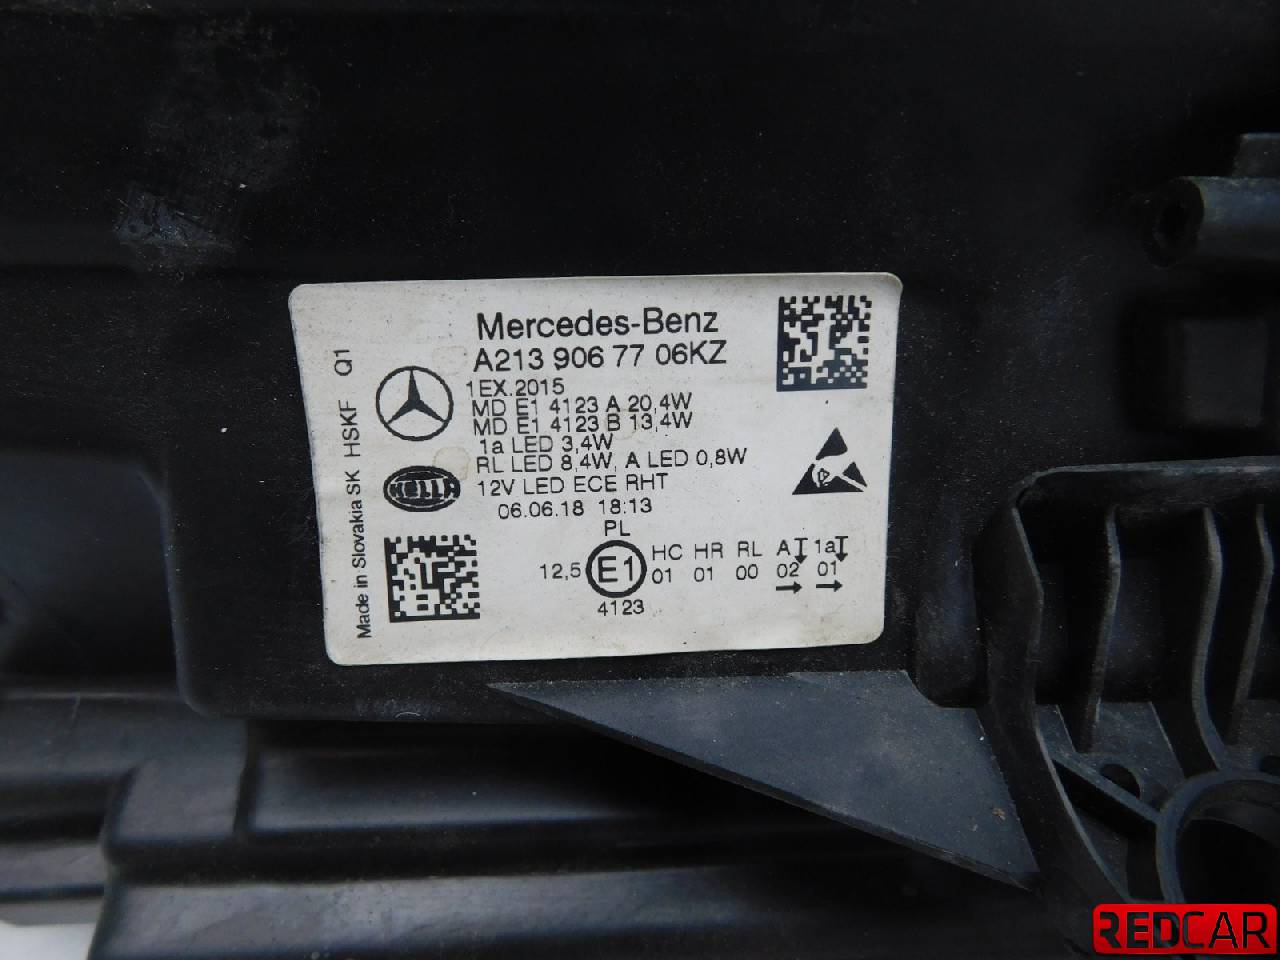 Mercedes-Benz
A213 906 77 06KZ
1EX.2015
MD E1 4123 A 20,4W
MD E1 4123 B 13,4W
1a LED 3,4W
RL LED 8,4W, A LED 0,8W
12V LED ECE RHT
06.06.18 18:13
PL
HC HR RL A 1a
12,5 E1 01 01 00 02 01
4123
HELLA
Made in Slovakia SK HSKF Q1
REDCAR